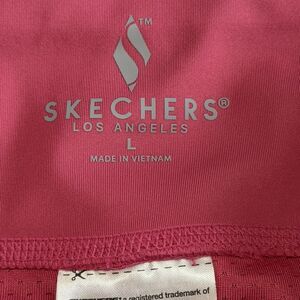 ™
SKECHERS®
LOS ANGELES
L
MADE IN VIETNAM
a registered trademark of